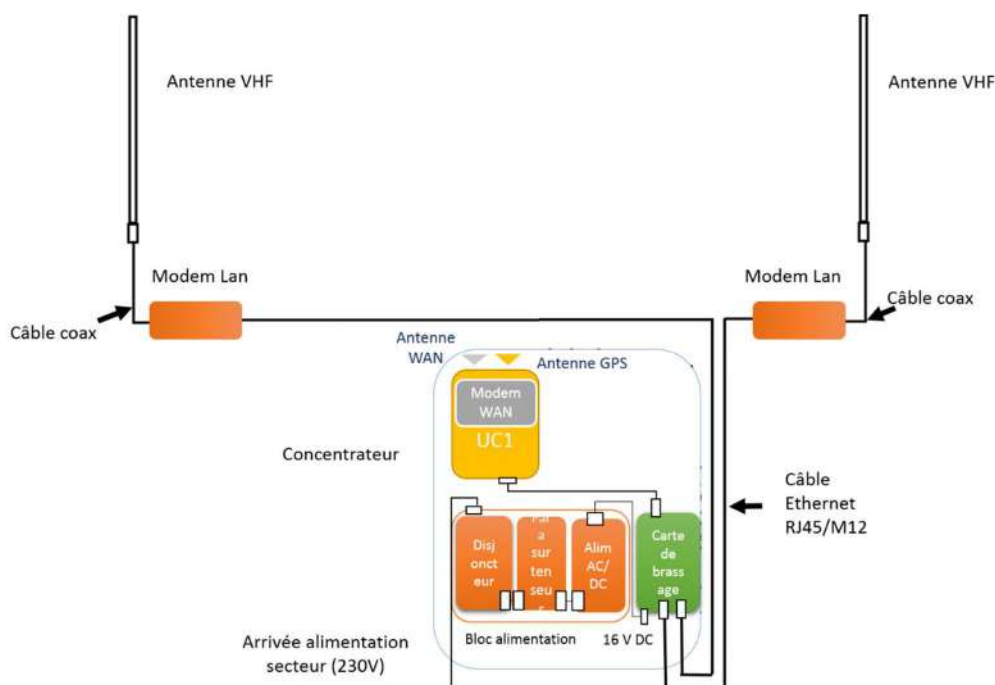 Antenne VHF
Antenne VHF
Modem Lan
Modem Lan
Câble coax
Câble coax
Antenne
WAN
Antenne GPS
Modem
WAN
UC1
Concentrateur
Câble
Ethernet
RJ45/M12
Disj
onct
eur
a
sur
ten
seu
Alim
AC/
DC
Carte
de
brass
age
Bloc alimentation
16 V DC
Arrivée alimentation
secteur (230V)